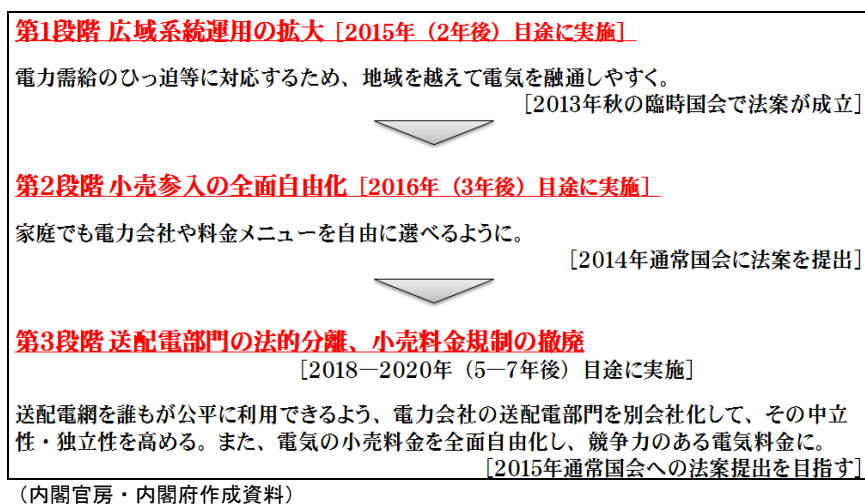 第1段階 広域系統運用の拡大 [2015年（2年後）目途に実施]
電力需給のひっ迫等に対応するため、地域を越えて電気を融通しやすく。
[2013年秋の臨時国会で法案が成立]
第2段階 小売参入の全面自由化 [2016年（3年後）目途に実施]
家庭でも電力会社や料金メニューを自由に選べるように。
[2014年通常国会に法案を提出]
第3段階 送配電部門の法的分離、小売料金規制の撤廃
[2018―2020年（5―7年後）目途に実施]
送配電網を誰もが公平に利用できるよう、電力会社の送配電部門を別会社化して、その中立
性・独立性を高める。また、電気の小売料金を全面自由化し、競争力のある電気料金に。
[2015年通常国会への法案提出を目指す]
（内閣官房・内閣府作成資料）